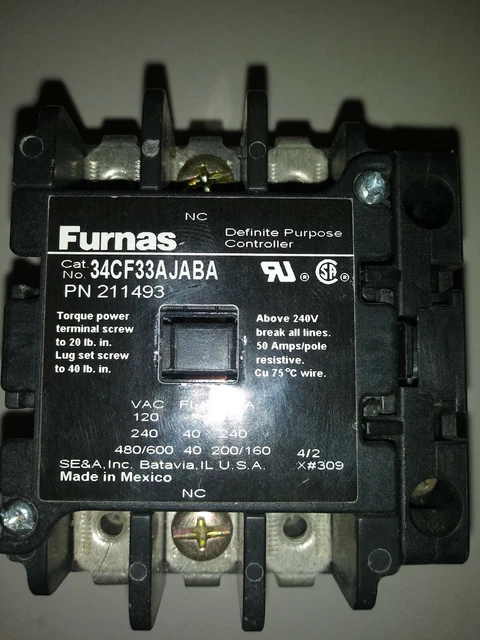 NC
Furnas
Definite Purpose
Controller
Cat.
No. 34CF33AJABA
PN 211493
Torque power
terminal screw
to 20 lb. in.
Lug set screw
to 40 lb. in.
Above 240V
break all lines.
50 Amps/pole
resistive.
Cu 75°C wire.
VAC
120
240 40 240
480/600 40 200/160
4/2
X#309
SE&A, Inc. Batavia, IL U.S.A.
Made in Mexico
NC